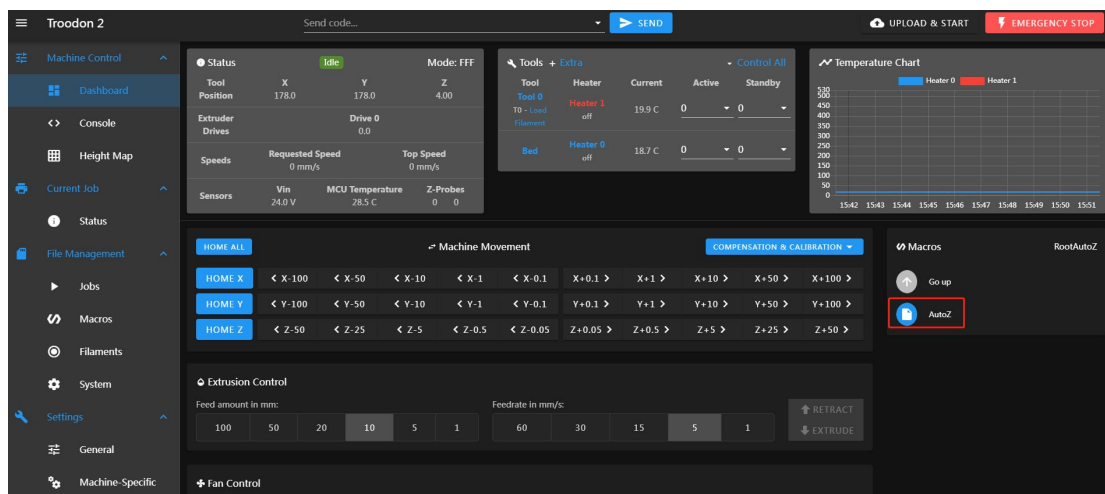 Troodon 2
Send code...
SEND
UPLOAD & START
EMERGENCY STOP
Machine Control
Dashboard
Console
Height Map
Current Job
Status
File Management
Jobs
Macros
Filaments
System
Settings
General
Machine-Specific
Status Idle Mode: FFF
Tool Position X Y Z
178.0 178.0 4.00
Extruder Drives Drive 0
0.0
Speeds Requested Speed Top Speed
0 mm/s 0 mm/s
Sensors Vin MCU Temperature Z-Probes
24.0 V 28.5 C 0 0
Tools + Extra Control All
Tool Heater Current Active Standby
Tool 0 Heater 1 19.9 C 0 0
T0 - Load Filament off
Bed Heater 0 18.7 C 0 0
off
Temperature Chart
Heater 0 Heater 1
530
500
450
400
350
300
250
200
150
100
50
0
15:42 15:43 15:44 15:45 15:46 15:47 15:48 15:49 15:50 15:51
HOME ALL Machine Movement COMPENSATION & CALIBRATION
HOME X X-100 X-50 X-10 X-1 X-0.1 X+0.1 X+1 X+10 X+50 X+100
HOME Y Y-100 Y-50 Y-10 Y-1 Y-0.1 Y+0.1 Y+1 Y+10 Y+50 Y+100
HOME Z Z-50 Z-25 Z-5 Z-0.5 Z-0.05 Z+0.05 Z+0.5 Z+5 Z+25 Z+50
Macros RootAutoZ
Go up
AutoZ
Extrusion Control
Feed amount in mm: Feedrate in mm/s:
100 50 20 10 5 1 60 30 15 5 1
RETRACT
EXTRUDE
Fan Control